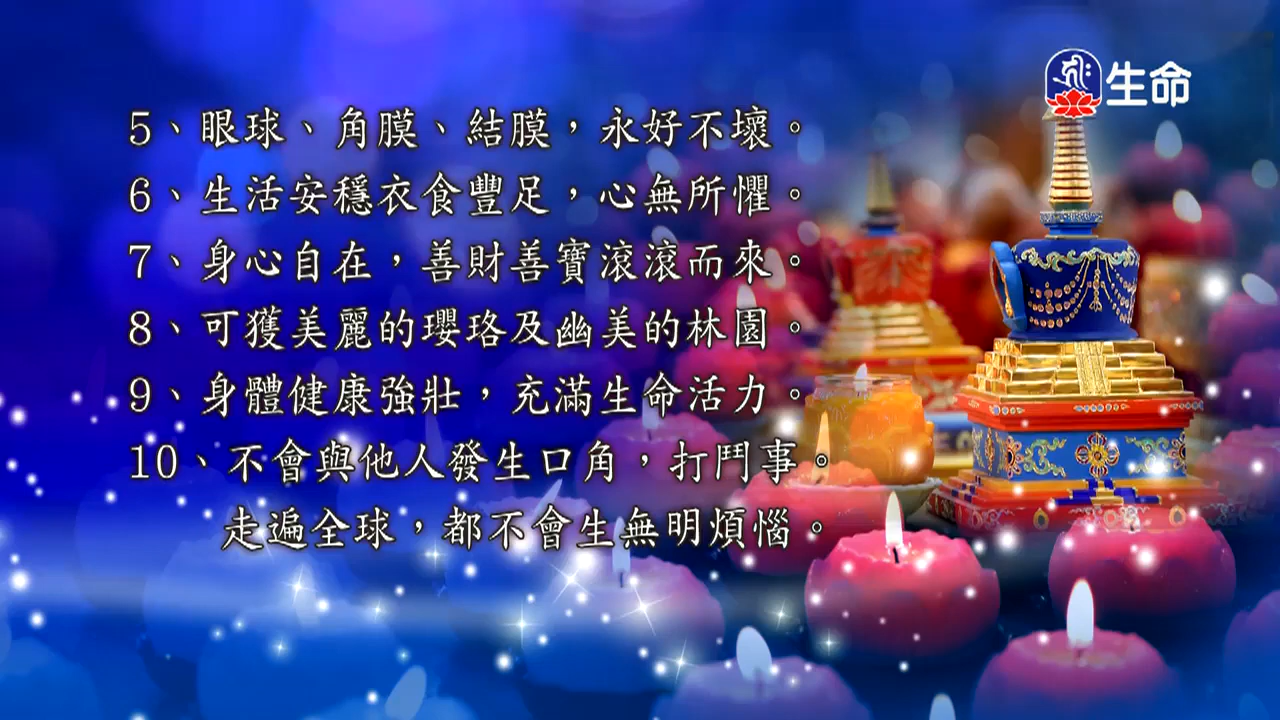 生命
5、眼球、角膜、結膜，永好不壞。
6、生活安穩衣食豐足，心無所懼。
7、身心自在，善財善寶滾滾而來。
8、可獲美麗的瓔珞及幽美的林園。
9、身體健康強壯，充滿生命活力。
10、不會與他人發生口角，打鬥事。
走遍全球，都不會生無明煩惱。